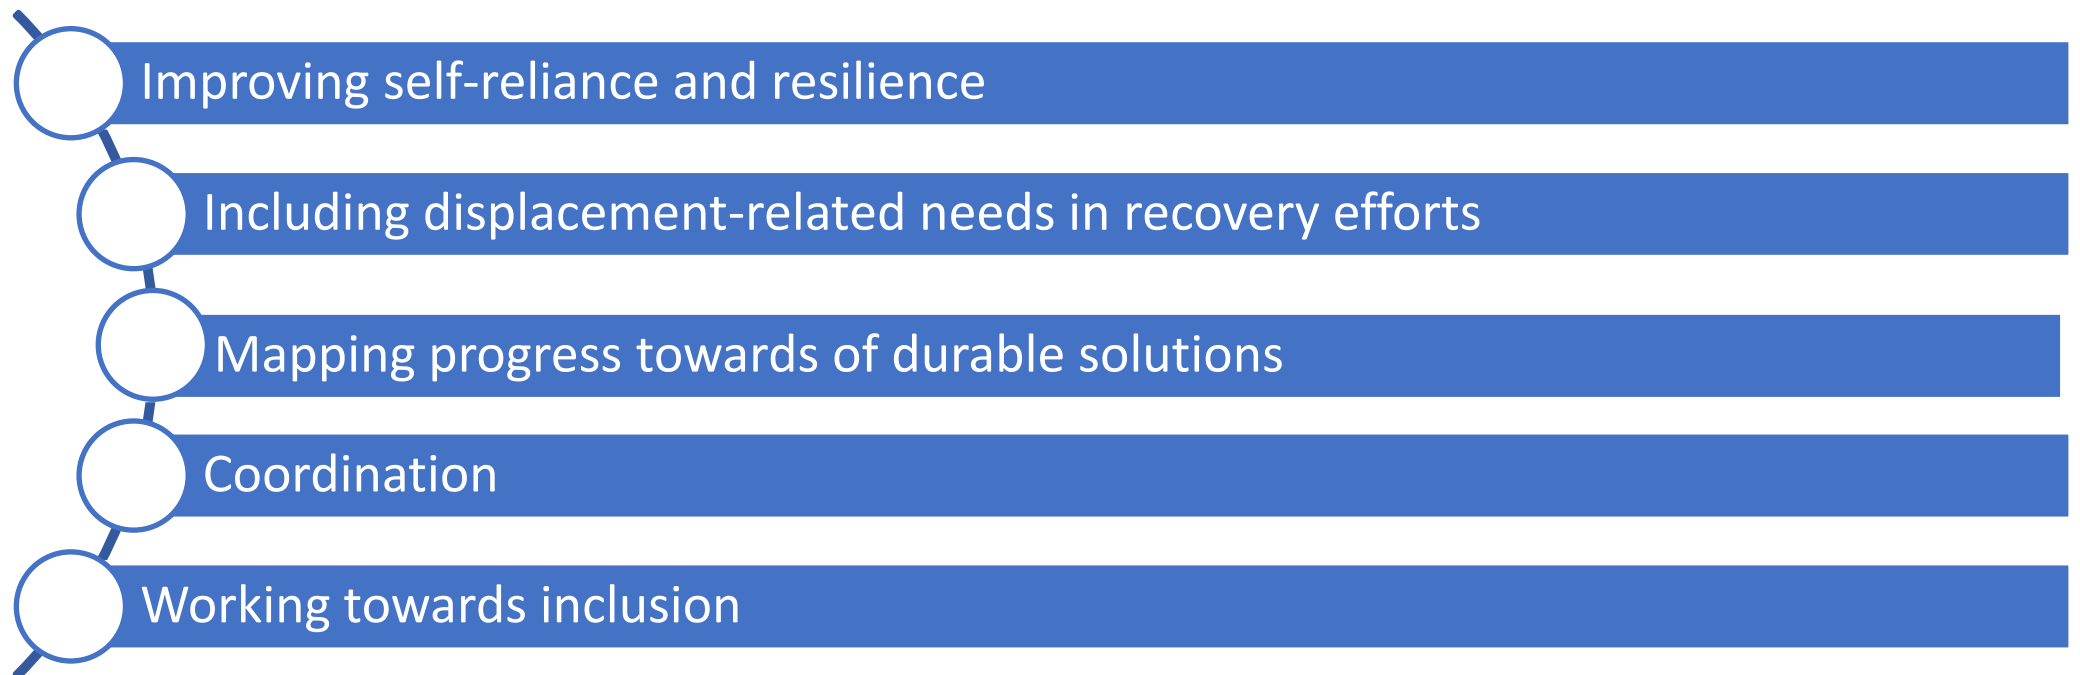 Improving self-reliance and resilience
Including displacement-related needs in recovery efforts
Mapping progress towards of durable solutions
Coordination
Working towards inclusion